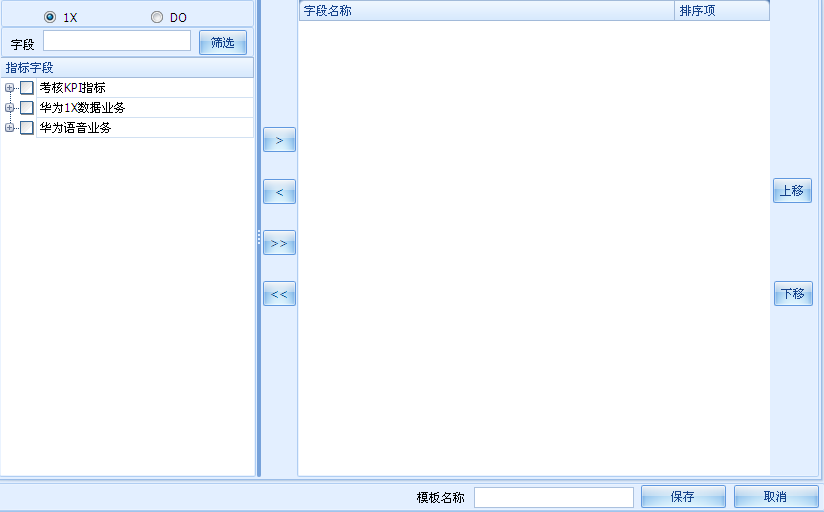 1X DO
字段 筛选
指标字段
考核KPI指标
华为1X数据业务
华为语音业务
>
<
>>
<<
字段名称 排序项
上移
下移
模板名称 保存 取消